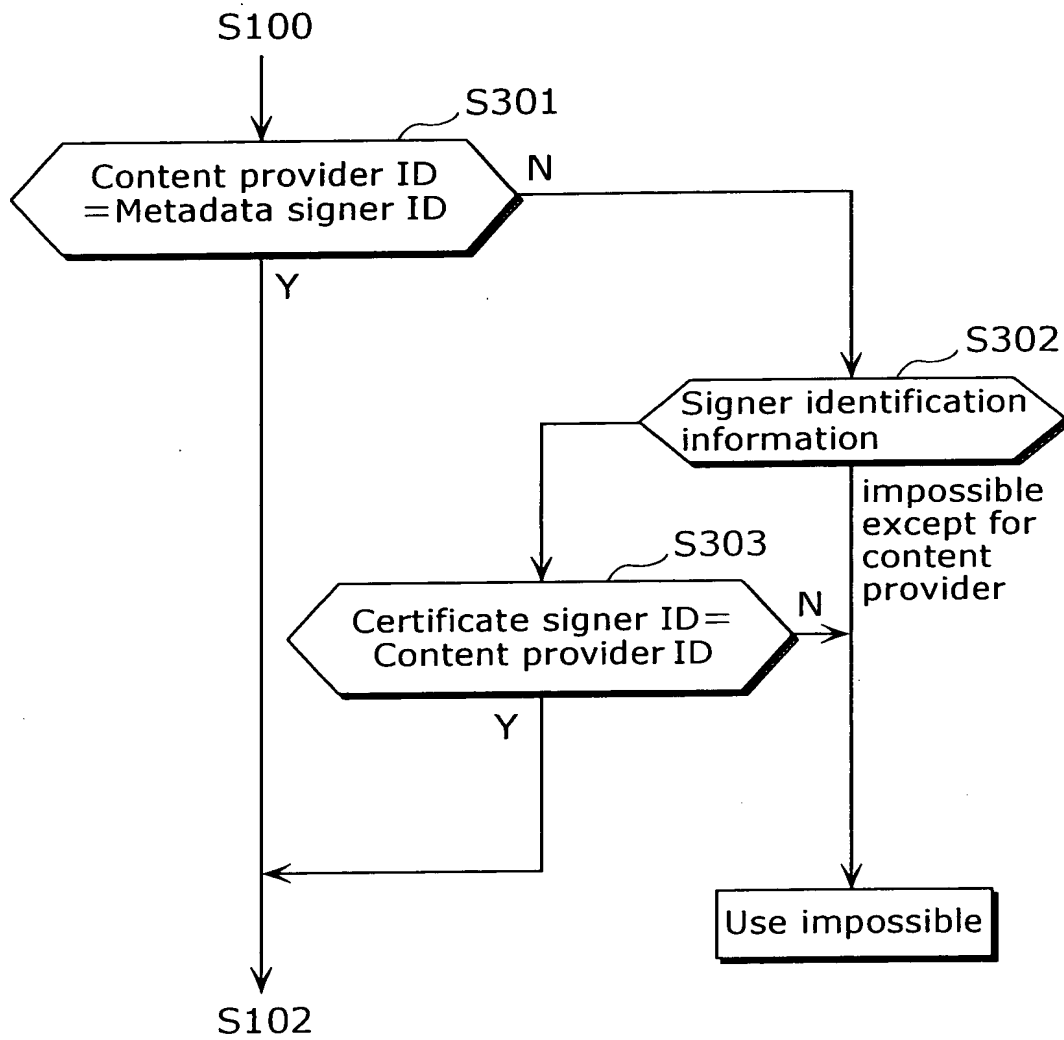 S100
S301
Content provider ID
=Metadata signer ID
N
Y
S302
Signer identification
information
impossible
except for
content
provider
S303
Certificate signer ID=
Content provider ID
N
Y
Use impossible
S102